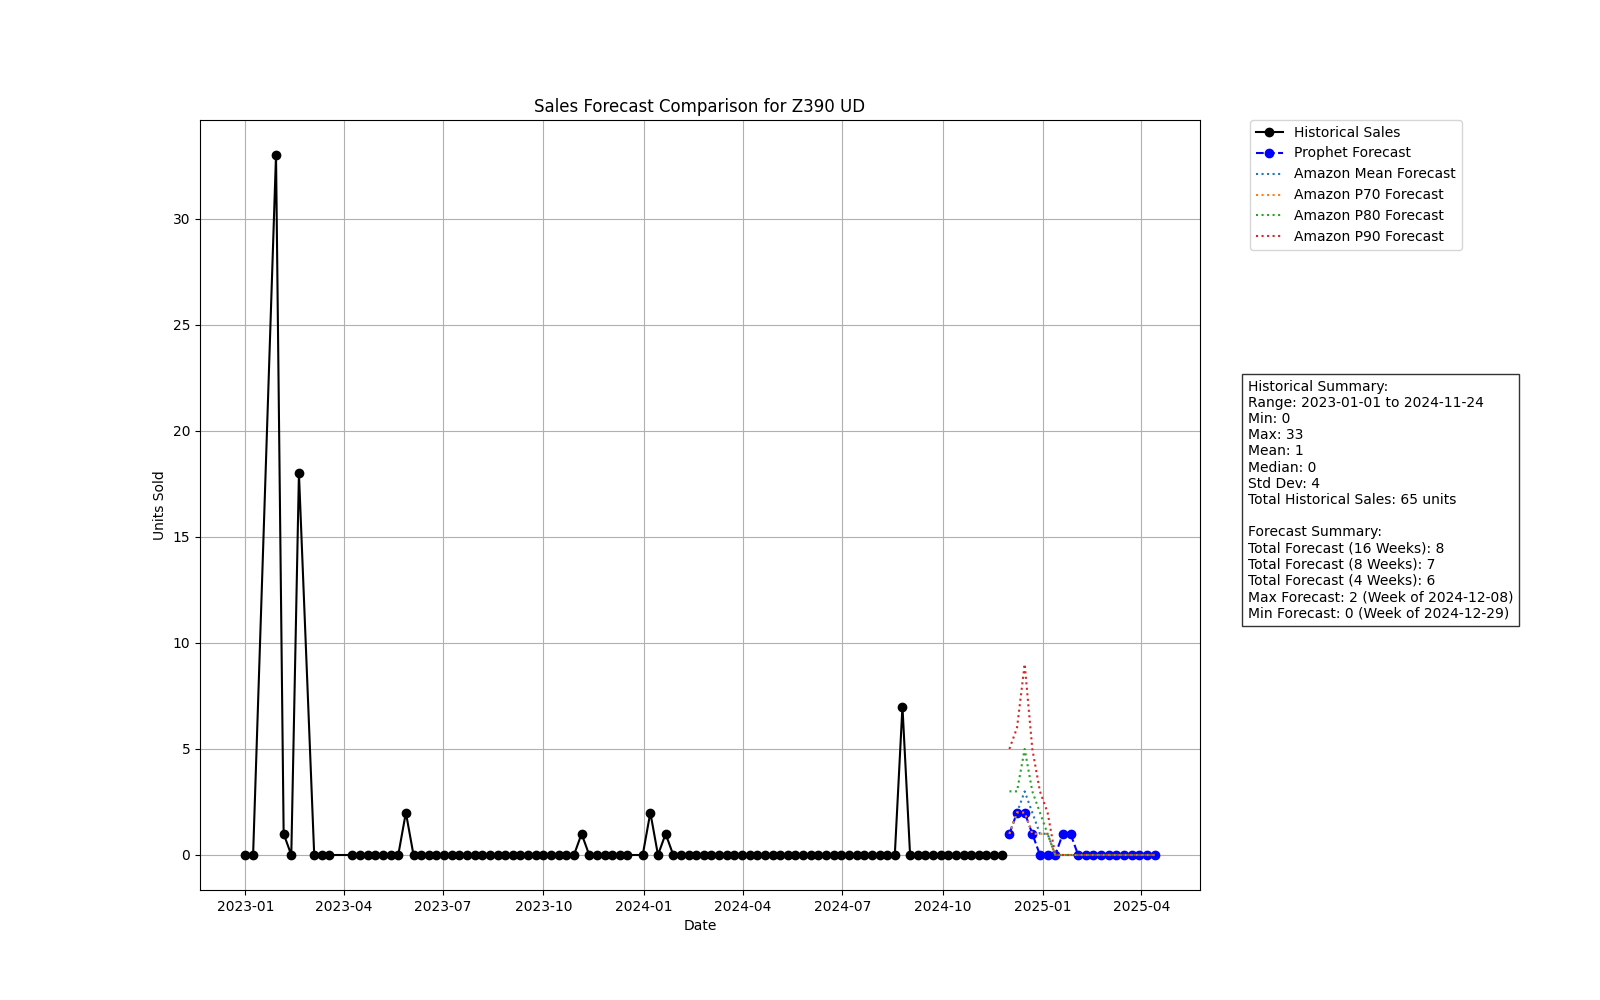 Sales Forecast Comparison for Z390 UD
Historical Sales
Prophet Forecast
Amazon Mean Forecast
Amazon P70 Forecast
Amazon P80 Forecast
Amazon P90 Forecast
30
25
20
15
10
5
0
Units Sold
2023-01
2023-04
2023-07
2023-10
2024-01
2024-04
2024-07
2024-10
2025-01
2025-04
Date
Historical Summary:
Range: 2023-01-01 to 2024-11-24
Min: 0
Max: 33
Mean: 1
Median: 0
Std Dev: 4
Total Historical Sales: 65 units
Forecast Summary:
Total Forecast (16 Weeks): 8
Total Forecast (8 Weeks): 7
Total Forecast (4 Weeks): 6
Max Forecast: 2 (Week of 2024-12-08)
Min Forecast: 0 (Week of 2024-12-29)